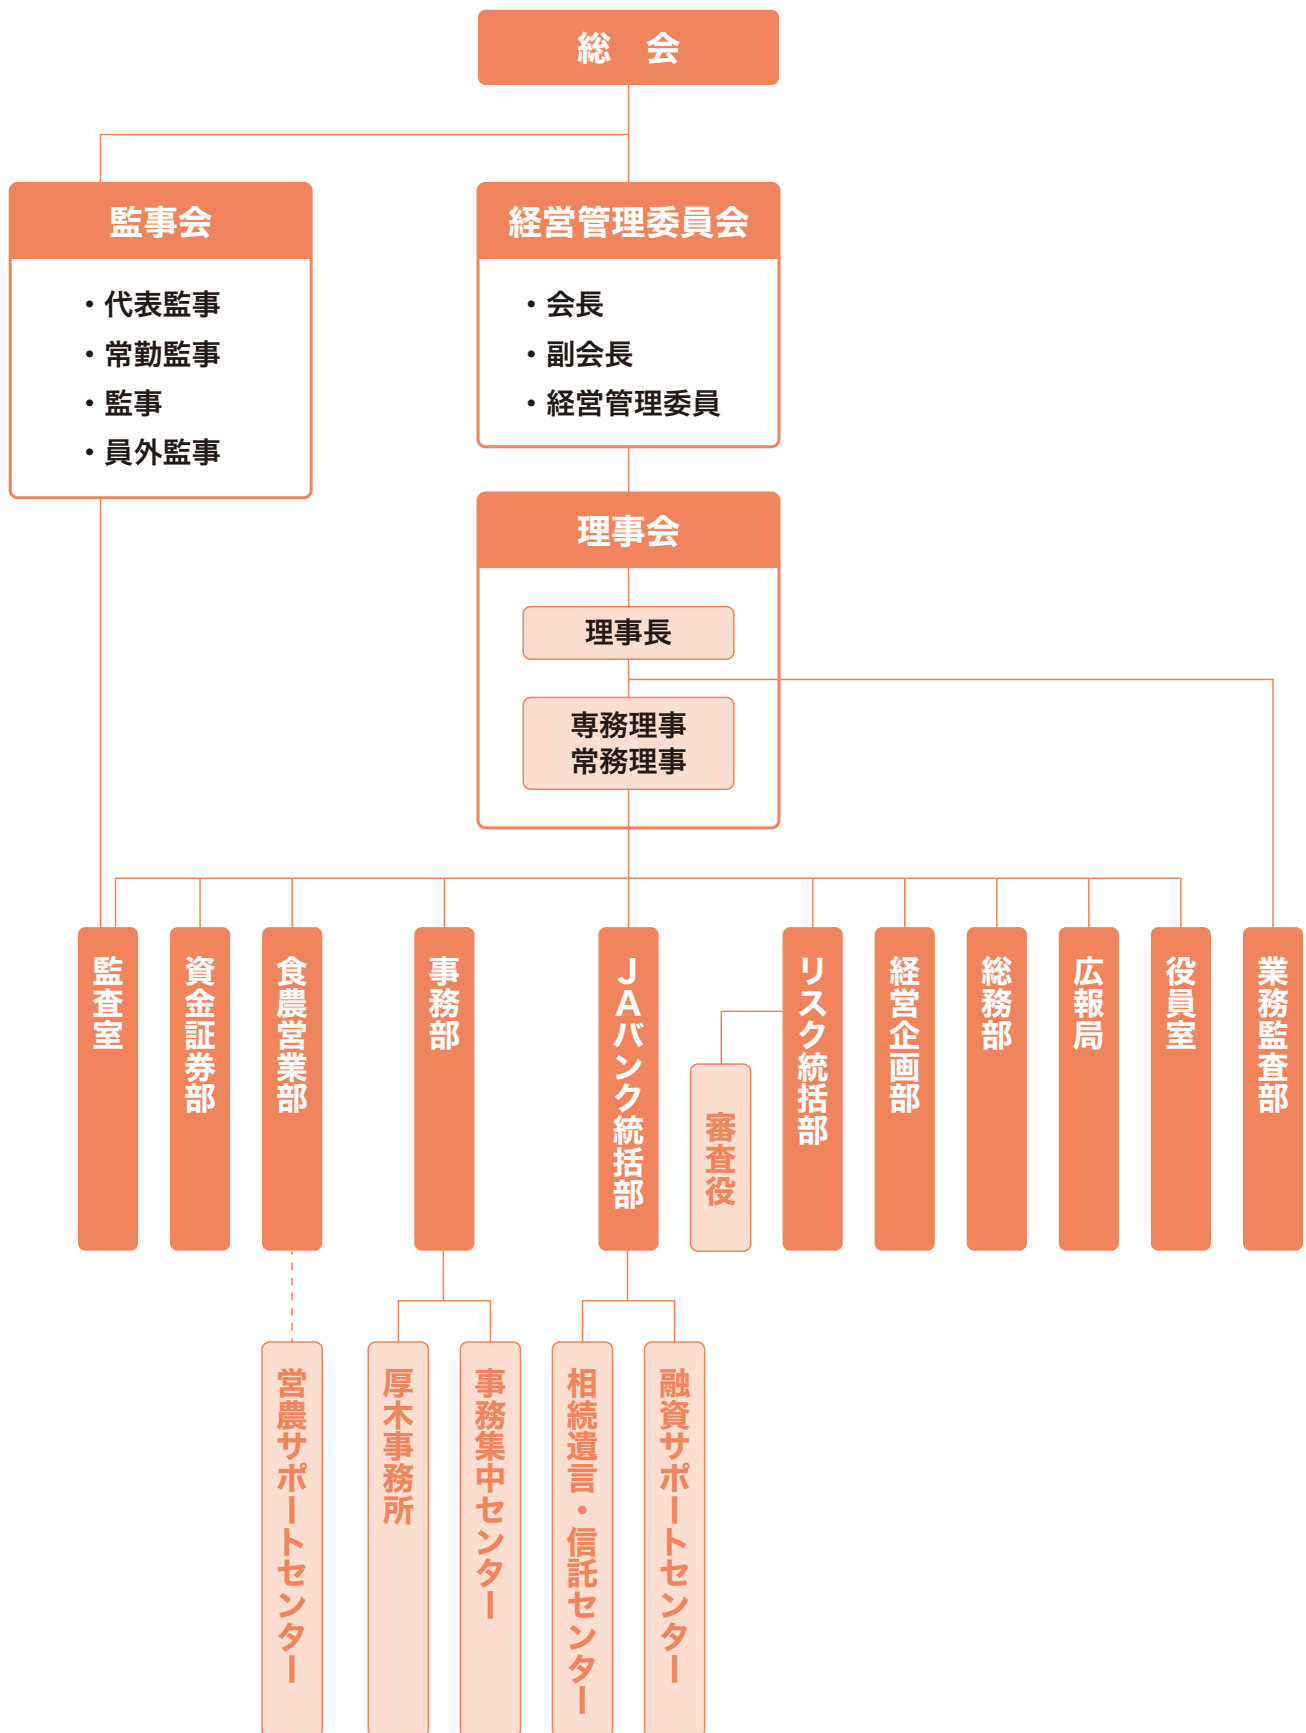 総　会
監事会
・代表監事
・常勤監事
・監事
・員外監事
経営管理委員会
・会長
・副会長
・経営管理委員
理事会
理事長
専務理事
常務理事
監査室
資金証券部
食農営業部
事務部
ＪＡバンク統括部
審査役
リスク統括部
経営企画部
総務部
広報局
役員室
業務監査部
営農サポートセンター
厚木事務所
事務集中センター
相続遺言・信託センター
融資サポートセンター